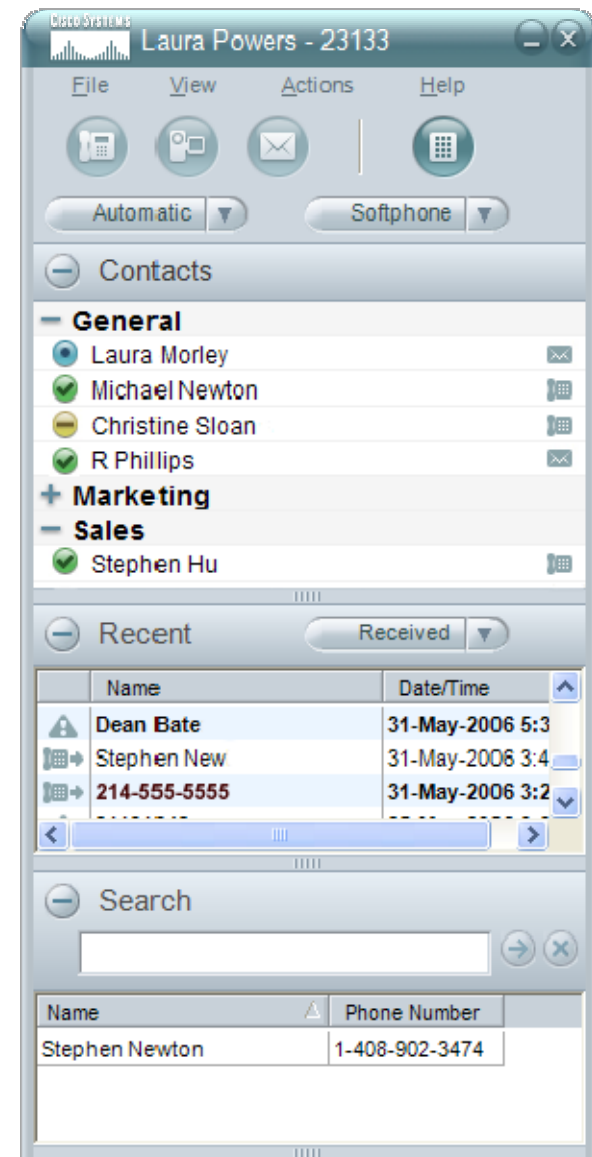 CISCO SYSTEMS
Laura Powers - 23133
File View Actions Help
Automatic Softphone
Contacts
General
Laura Morley
Michael Newton
Christine Sloan
R Phillips
Marketing
Sales
Stephen Hu
Recent Received
Name Date/Time
Dean Bate 31-May-2006 5:3
Stephen New 31-May-2006 3:4
214-555-5555 31-May-2006 3:2
Search
Name Phone Number
Stephen Newton 1-408-902-3474